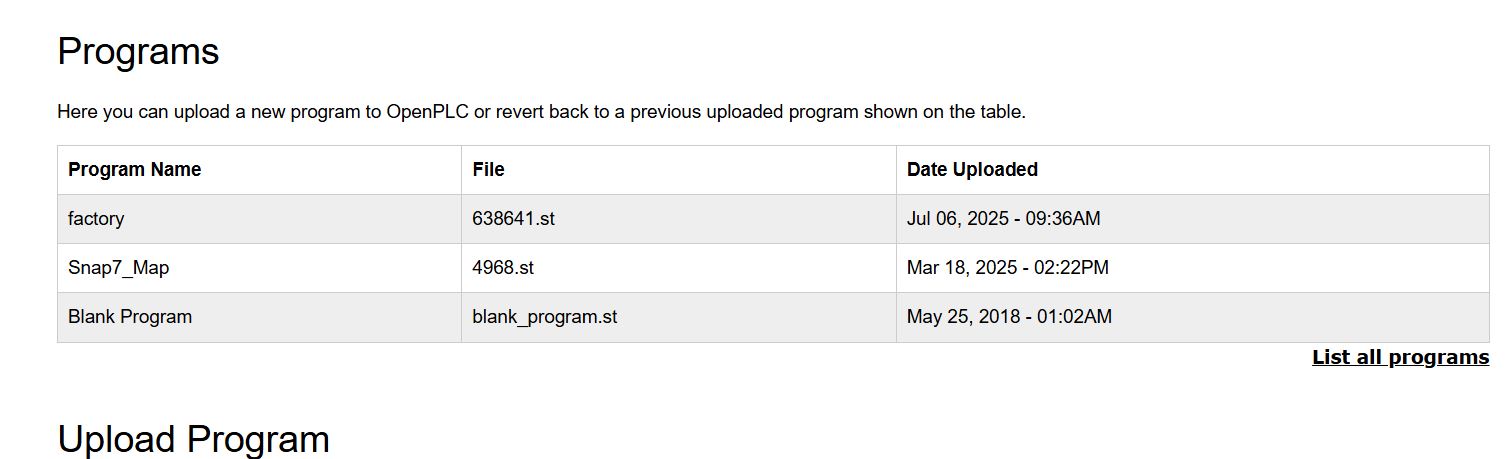 Programs
Here you can upload a new program to OpenPLC or revert back to a previous uploaded program shown on the table.
Program Name File Date Uploaded
factory 638641.st Jul 06, 2025 - 09:36AM
Snap7_Map 4968.st Mar 18, 2025 - 02:22PM
Blank Program blank_program.st May 25, 2018 - 01:02AM
List all programs
Upload Program